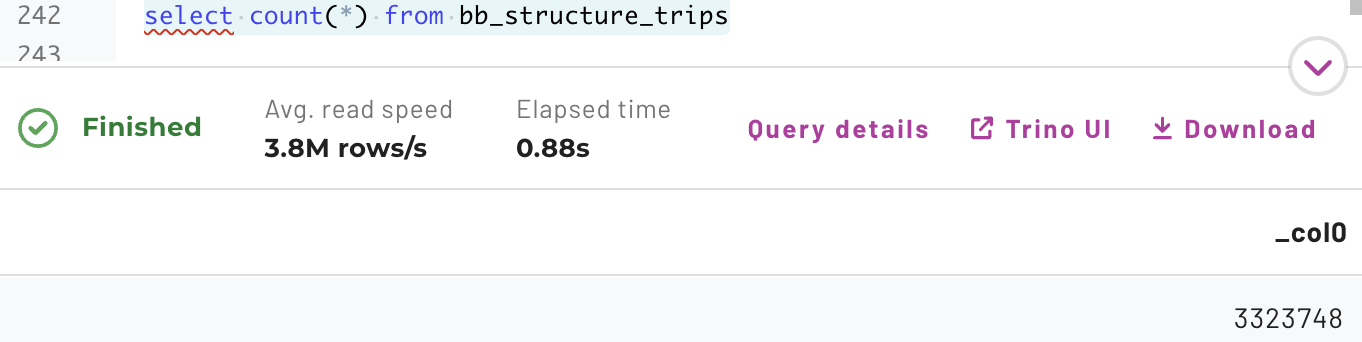 242 select count(*) from bb_structure_trips
243
Finished
Avg. read speed
3.8M rows/s
Elapsed time
0.88s
Query details
Trino UI
Download
_col0
3323748